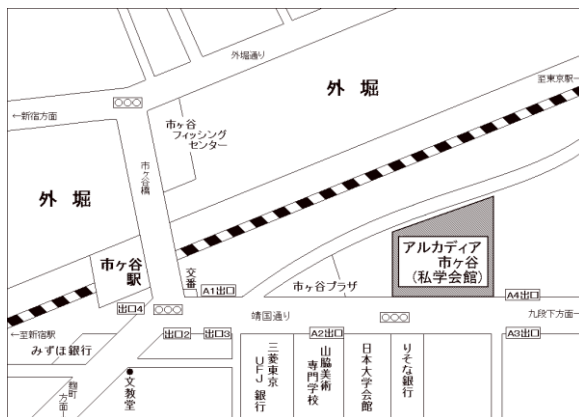 外堀通り
至東京駅→
外　堀
←新宿方面
市ヶ谷
フィッシング
センター
市ヶ谷橋
外　堀
アルカディア
市ヶ谷
(私学会館)
市ヶ谷
駅
交番
A1出口
市ヶ谷プラザ
A4出口
出口4
靖国通り
九段下方面→
←至新宿駅
出口2
出口3
A2出口
A3出口
みずほ銀行
麹町
方面
文教堂
三菱東京
UFJ銀行
山脇美術
専門学校
日本大学会館
りそな銀行